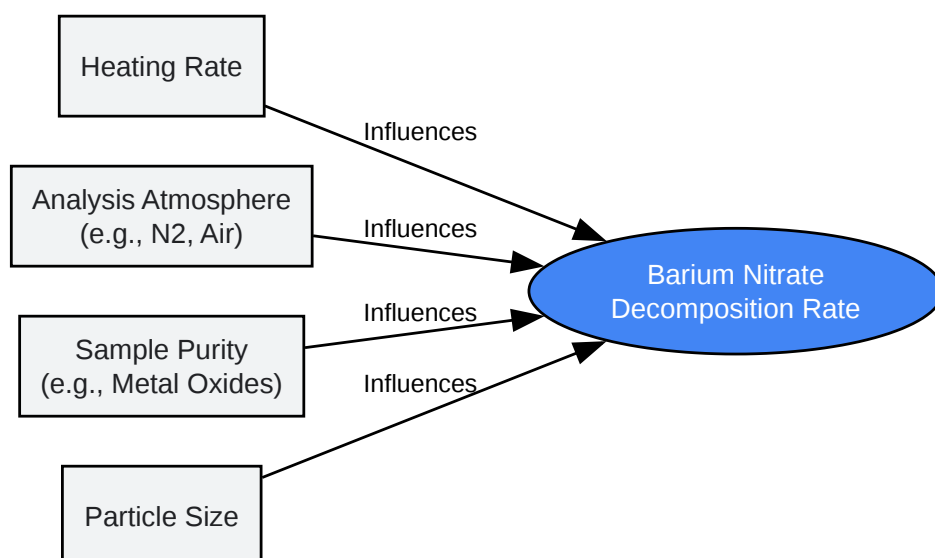 Heating Rate
Influences
Analysis Atmosphere
(e.g., N2, Air)
Influences
Barium Nitrate
Decomposition Rate
Influences
Sample Purity
(e.g., Metal Oxides)
Influences
Particle Size